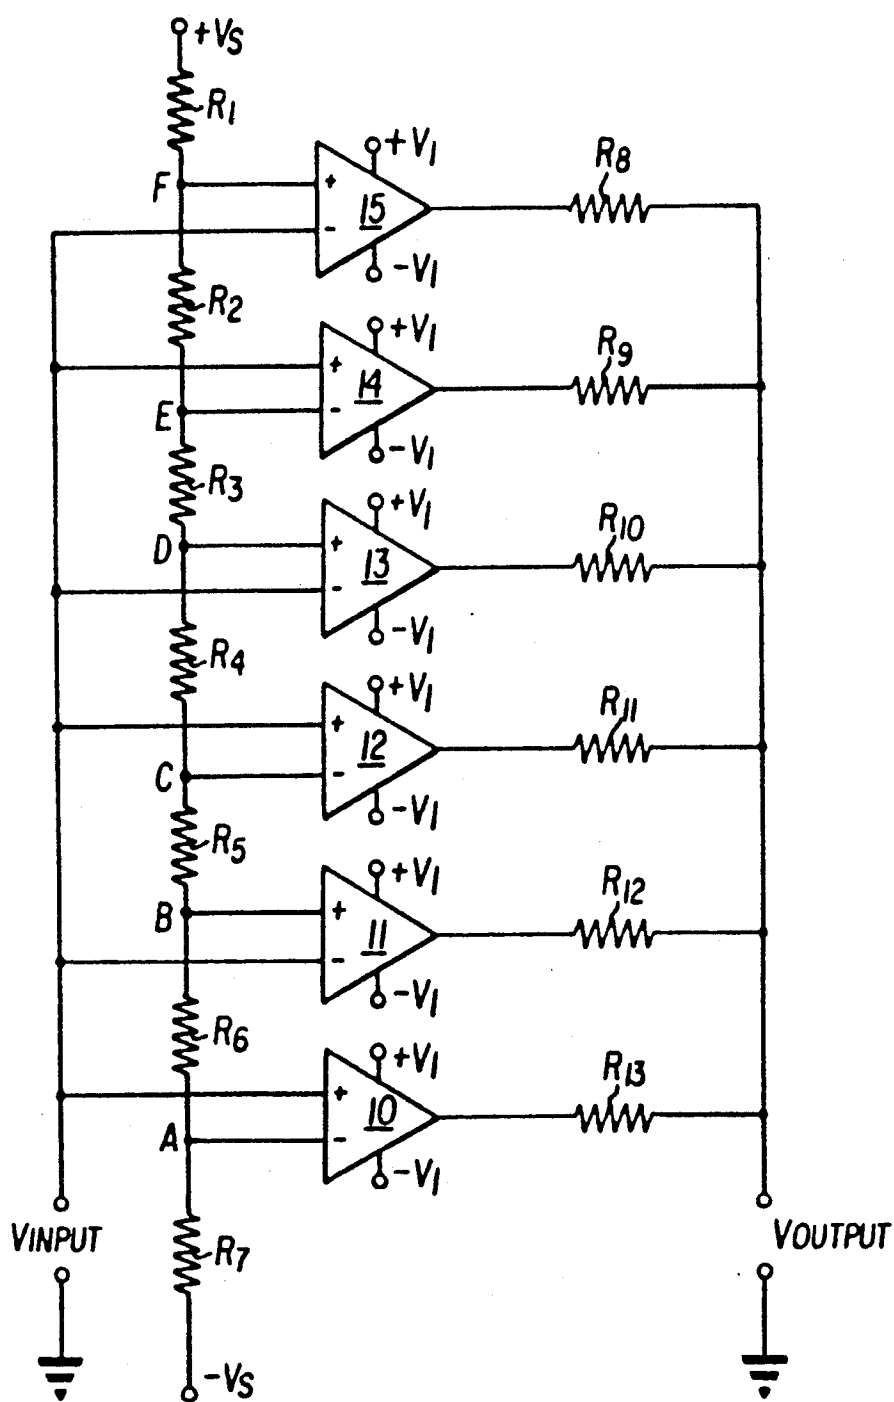 +VS
R1
+V1
R8
F
+
15
-
-V1
R2
+V1
R9
+
14
E
-
-V1
R3
+V1
R10
D
+
13
-
-V1
R4
+V1
R11
+
12
C
-
-V1
R5
+V1
R12
B
+
11
-
-V1
R6
+V1
R13
+
10
A
-
-V1
VINPUT
R7
VOUTPUT
-VS